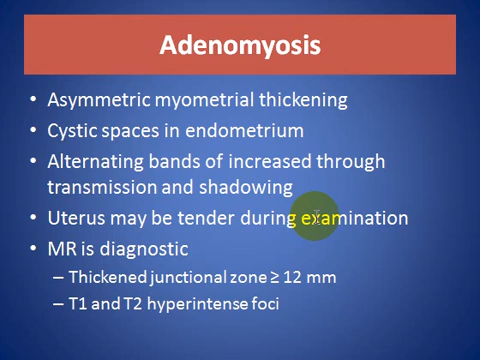 Adenomyosis
• Asymmetric myometrial thickening
• Cystic spaces in endometrium
• Alternating bands of increased through
transmission and shadowing
• Uterus may be tender during examination
• MR is diagnostic
– Thickened junctional zone ≥ 12 mm
– T1 and T2 hyperintense foci